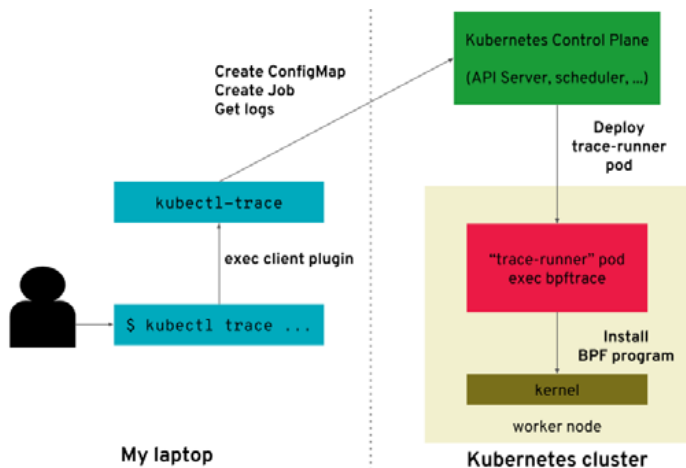 Kubernetes Control Plane
(API Server, scheduler, ...)
Create ConfigMap
Create Job
Get logs
Deploy
trace-runner
pod
kubectl-trace
exec client plugin
$ kubectl trace ...
"trace-runner" pod
exec bpftrace
Install
BPF program
kernel
worker node
My laptop
Kubernetes cluster